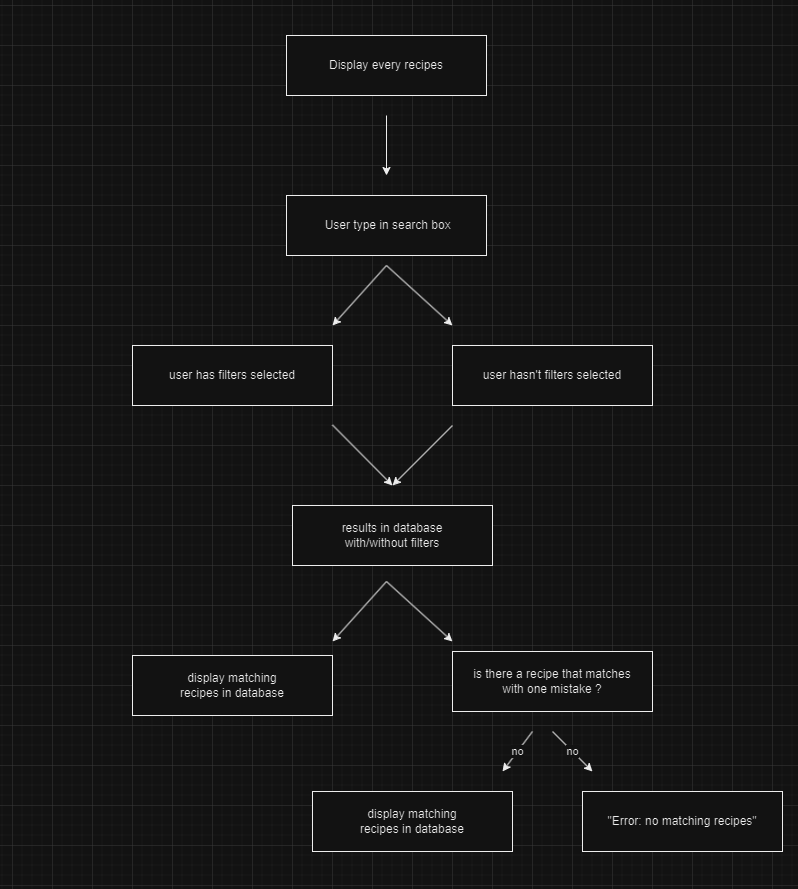 Display every recipes
User type in search box
user has filters selected
user hasn't filters selected
results in database
with/without filters
display matching
recipes in database
is there a recipe that matches
with one mistake ?
no
no
display matching
recipes in database
"Error: no matching recipes"